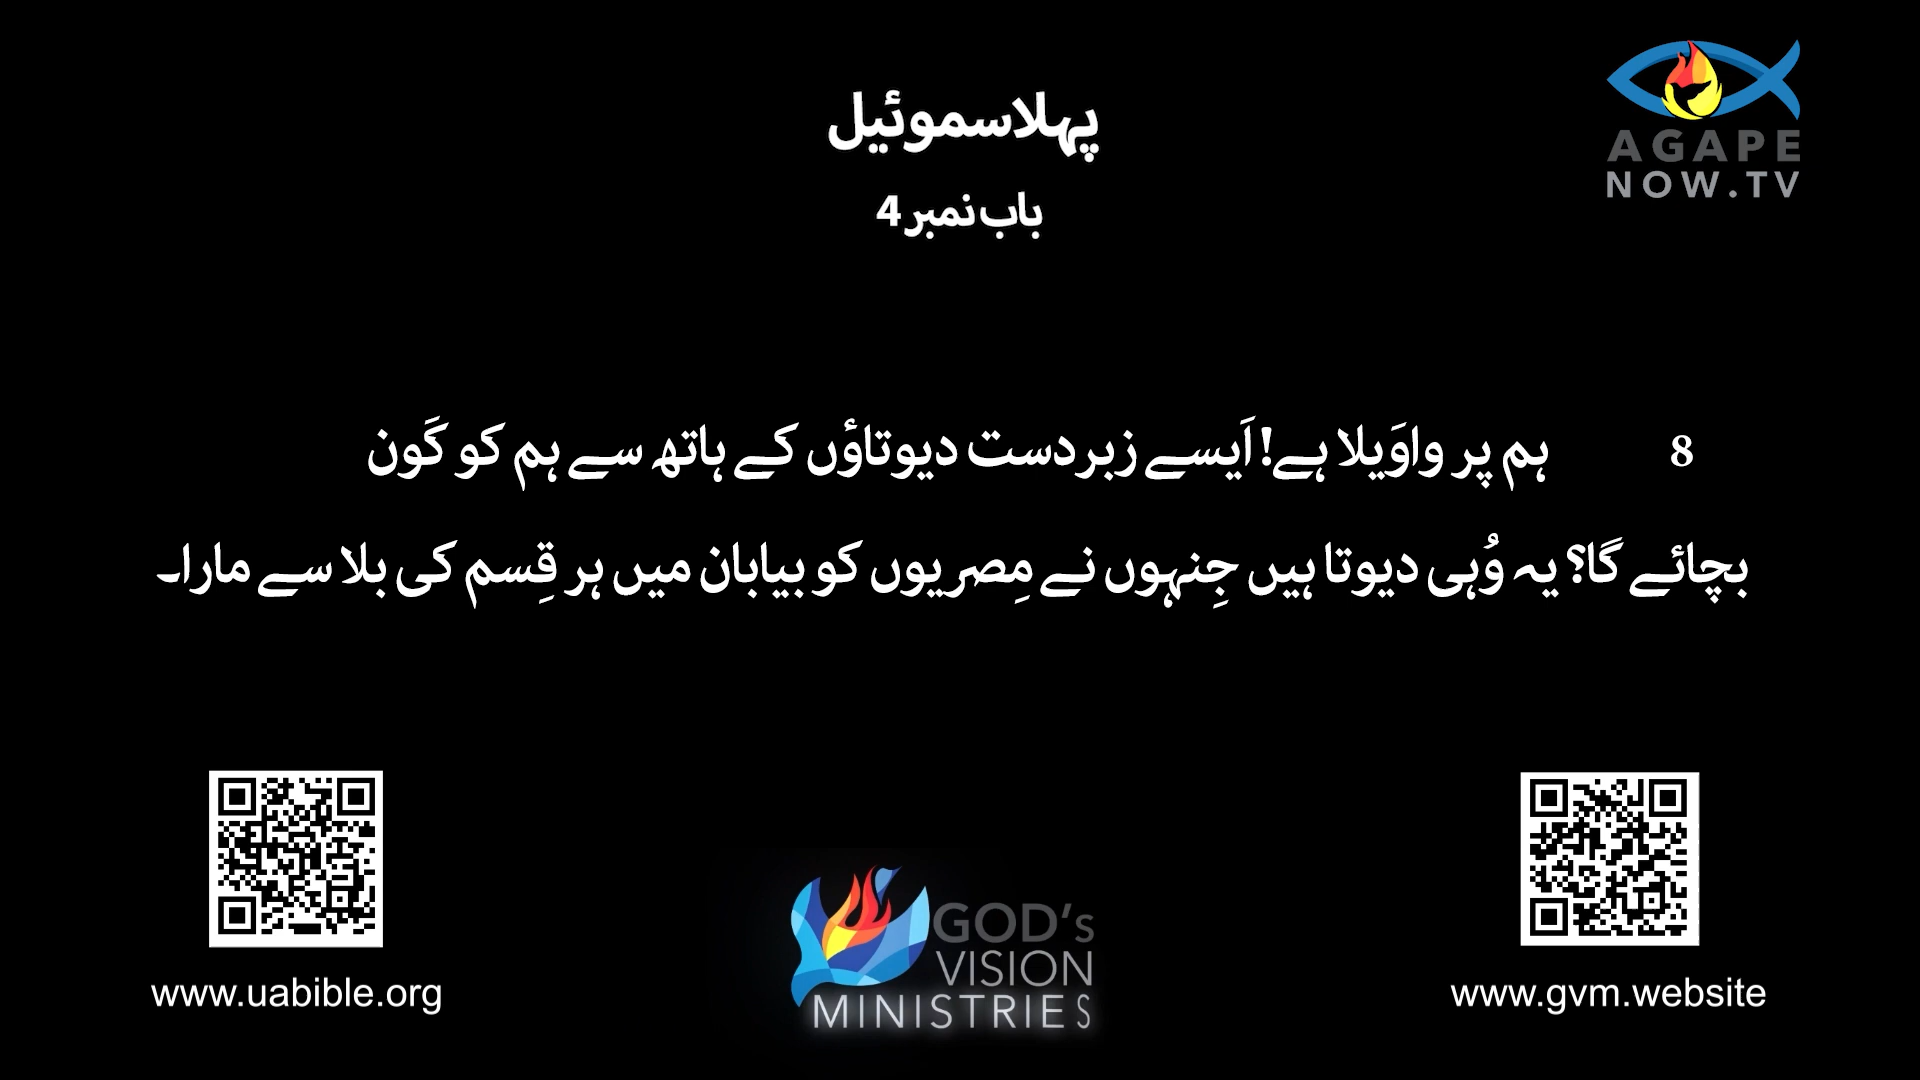 پہلا سموئیل
باب نمبر 4
AGAPE
NOW.TV
8 ہم پر واوَیلا ہے! اَیسے زبردست دیوتاؤں کے ہاتھ سے ہم کو کَون
بچائے گا؟ یہ وُہی دیوتا ہیں جِنہوں نے مِصریوں کو بیابان میں ہر قِسم کی بلا سے مارا۔
www.uabible.org
GOD's
VISION
MINISTRIES
www.gvm.website